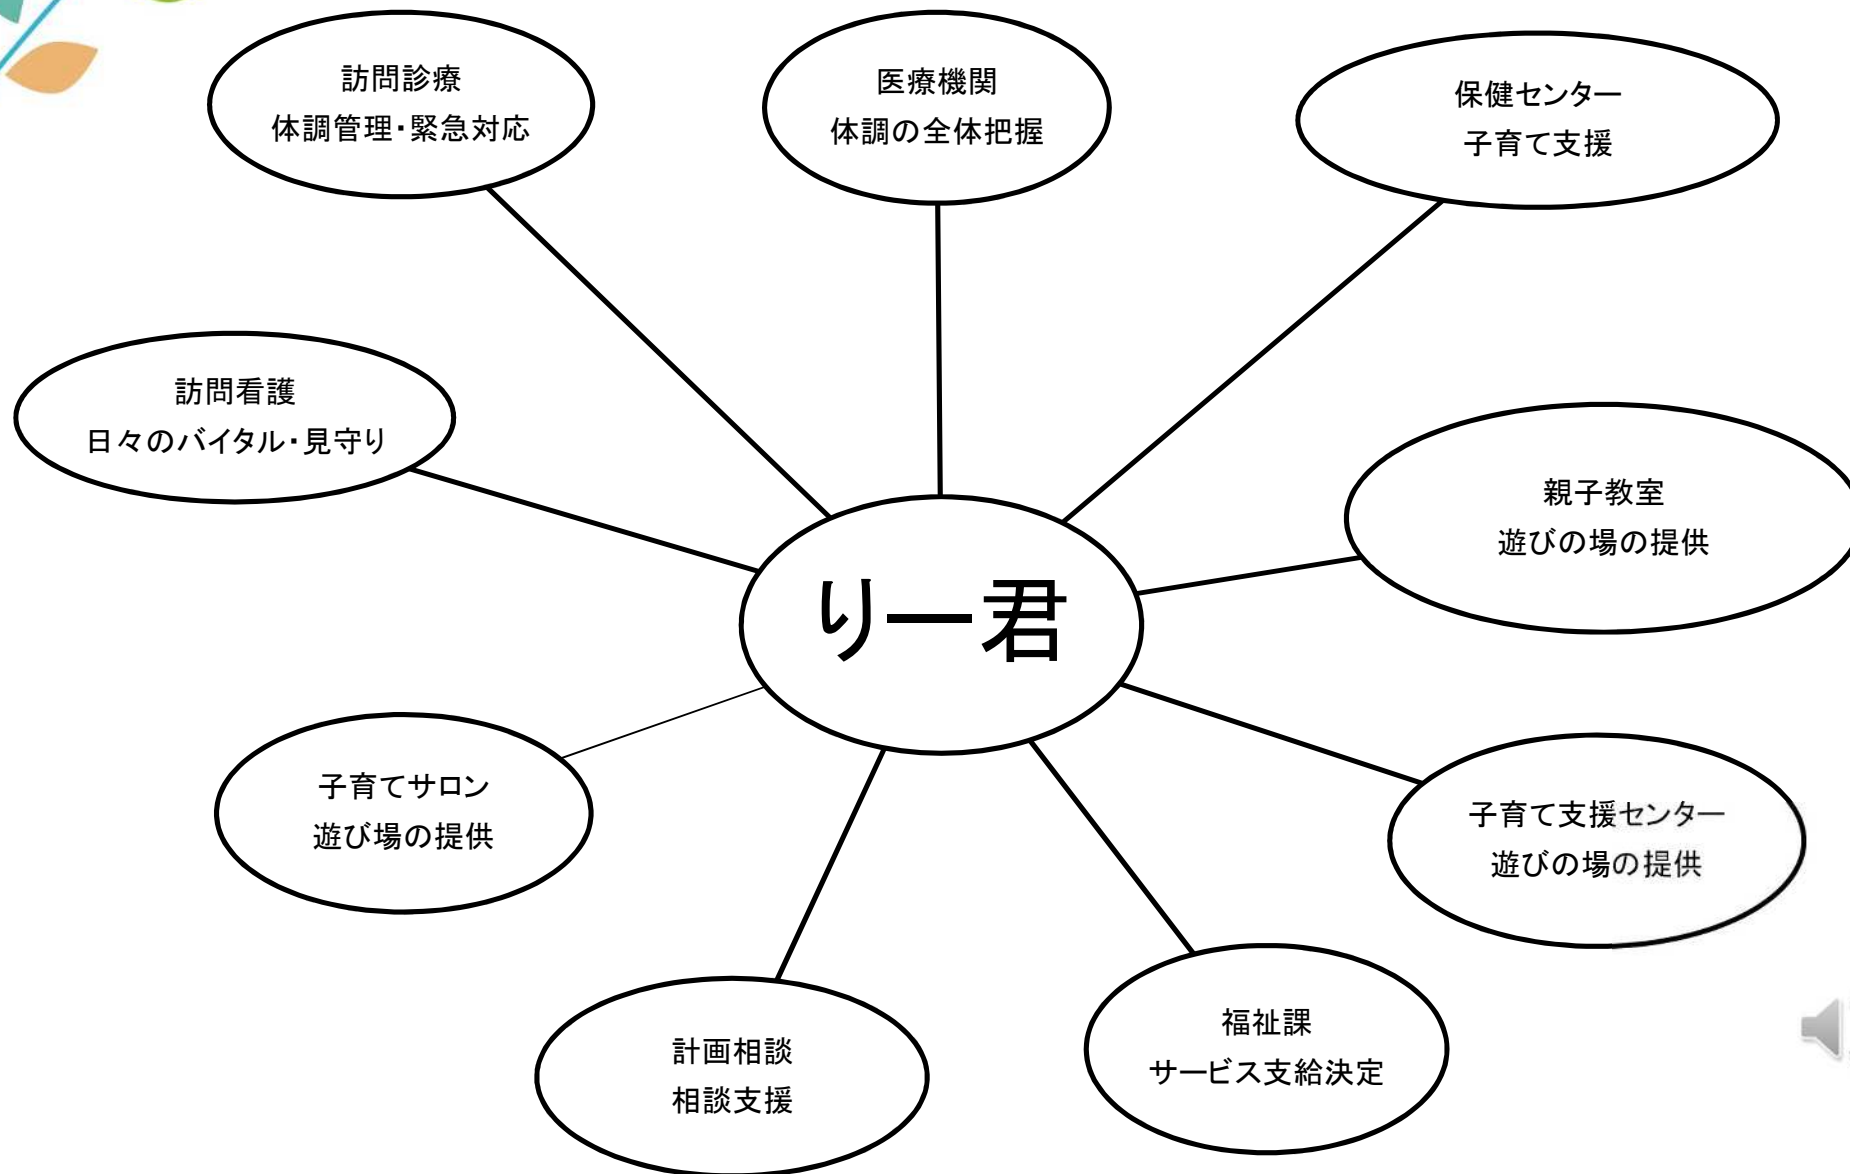 訪問診療
体調管理・緊急対応
医療機関
体調の全体把握
保健センター
子育て支援
訪問看護
日々のバイタル・見守り
親子教室
遊びの場の提供
りー君
子育てサロン
遊び場の提供
子育て支援センター
遊びの場の提供
計画相談
相談支援
福祉課
サービス支給決定